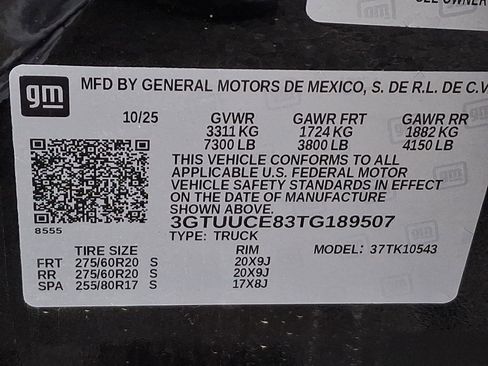 gm
MFD BY GENERAL MOTORS DE MEXICO, S. DE R.L. DE C.V
10/25 GVWR GAWR FRT GAWR RR
3311 KG 1724 KG 1882 KG
7300 LB 3800 LB 4150 LB
THIS VEHICLE CONFORMS TO ALL
APPLICABLE U.S. FEDERAL MOTOR
VEHICLE SAFETY STANDARDS IN EFFECT
ON THE DATE OF MANUFACTURE
SHOWN ABOVE.
3GTUUCE83TG189507
8555 TYPE: TRUCK
TIRE SIZE RIM MODEL: 37TK10543
FRT 275/60R20 S 20X9J
RR 275/60R20 S 20X9J
SPA 255/80R17 S 17X8J